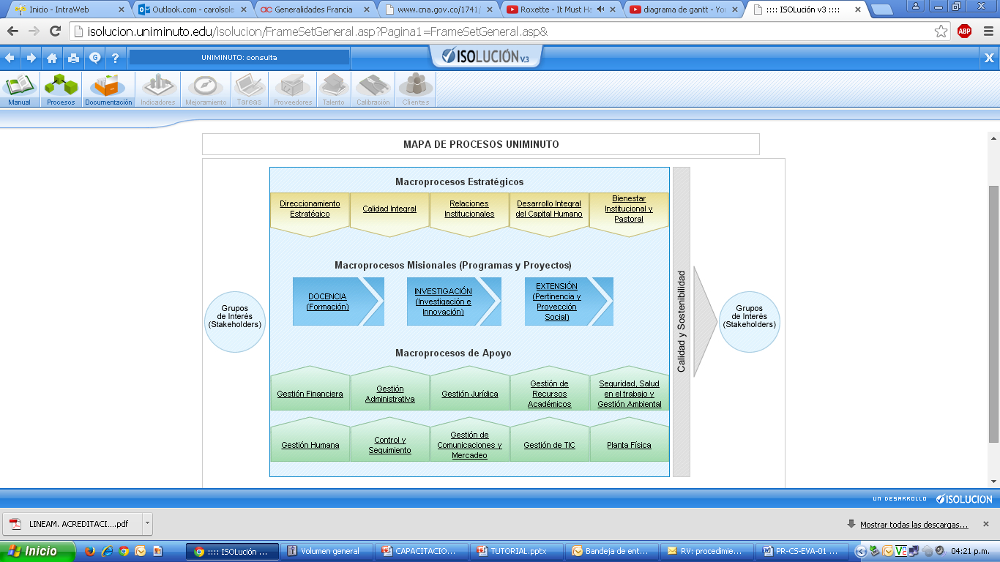 Inicio - IntraWeb
Outlook.com - carolsole
Generalidades Francia
www.cna.gov.co/1741/
Roxette - It Must Ha
diagrama de gantt - You
:::: ISOLución v3 ::::
isolucion.uniminuto.edu/isolucion/FrameSetGeneral.asp?Pagina1=FrameSetGeneral.asp&
ABP
UNIMINUTO: consulta
ISOLUCIÓN V.3
Manual
Procesos
Documentación
Indicadores
Mejoramiento
Tareas
Proveedores
Talento
Calibración
Clientes
MAPA DE PROCESOS UNIMINUTO
Macroprocesos Estratégicos
Direccionamiento
Estratégico
Calidad Integral
Relaciones
Institucionales
Desarrollo Integral
del Capital Humano
Bienestar
Institucional y
Pastoral
Macroprocesos Misionales (Programas y Proyectos)
Grupos
de Interés
(Stakeholders)
DOCENCIA
(Formación)
INVESTIGACIÓN
(Investigación e
Innovación)
EXTENSIÓN
(Pertinencia y
Proyección
Social)
Calidad y Sostenibilidad
Grupos
de Interés
(Stakeholders)
Macroprocesos de Apoyo
Gestión Financiera
Gestión
Administrativa
Gestión Jurídica
Gestión de
Recursos
Académicos
Seguridad, Salud
en el trabajo y
Gestión Ambiental
Gestión Humana
Control y
Seguimiento
Gestión de
Comunicaciones y
Mercadeo
Gestión de TIC
Planta Física
UN DESARROLLO ISOLUCION
LINEAM. ACREDITACI....pdf
Mostrar todas las descargas...
Inicio
:::: ISOLución ...
Volumen general
CAPACITACIO...
TUTORIAL.pptx
Bandeja de ent...
RV: procedimie...
PR-CS-EVA-01 ...
04:21 p.m.